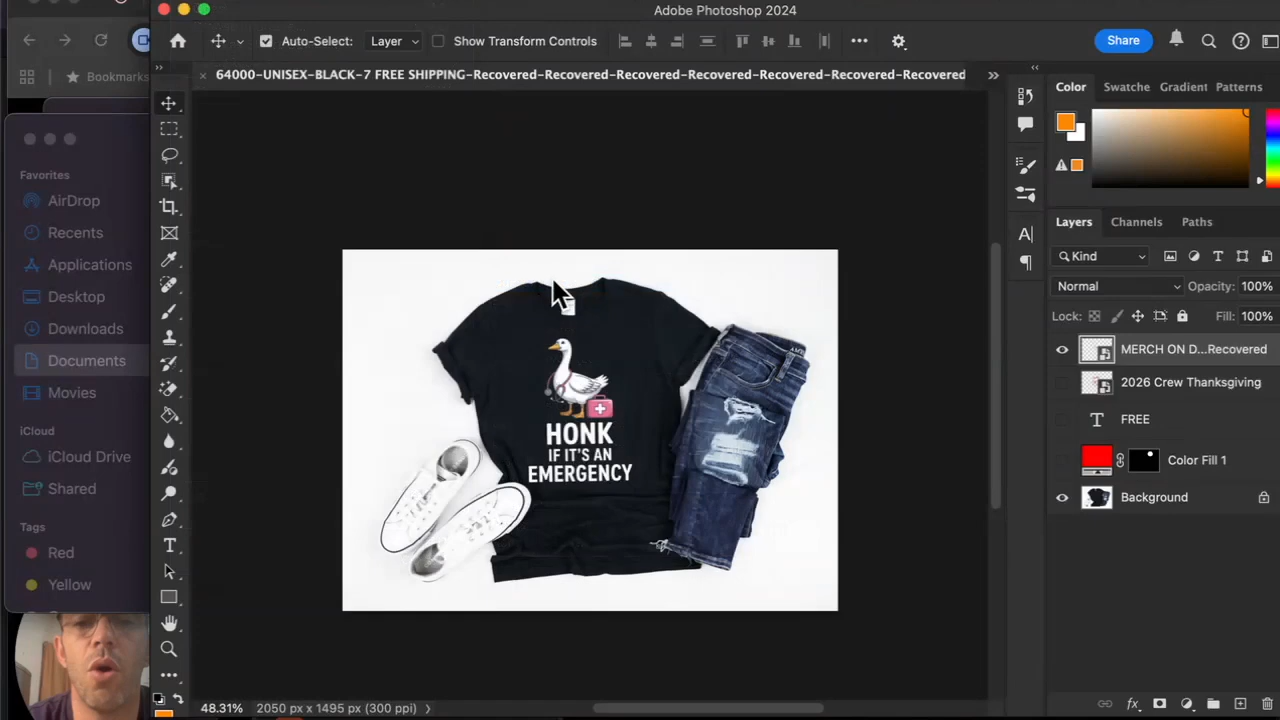 Adobe Photoshop 2024
Auto-Select:
Layer
Show Transform Controls
Share
Bookmarks
64000-UNISEX-BLACK-7 FREE SHIPPING-Recovered-Recovered-Recovered-Recovered-Recovered-Recovered-Recovered
Color
Swatche
Gradient
Patterns
Favorites
AirDrop
Recents
Applications
Desktop
Downloads
Documents
Movies
iCloud
iCloud Drive
Shared
Tags
Red
Yellow
HONK
IF IT'S AN
EMERGENCY
Layers
Channels
Paths
Kind
Normal
Opacity:
100%
Lock:
Fill:
100%
MERCH ON D...Recovered
2026 Crew Thanksgiving
FREE
Color Fill 1
Background
48.31%
2050 px x 1495 px (300 ppi)